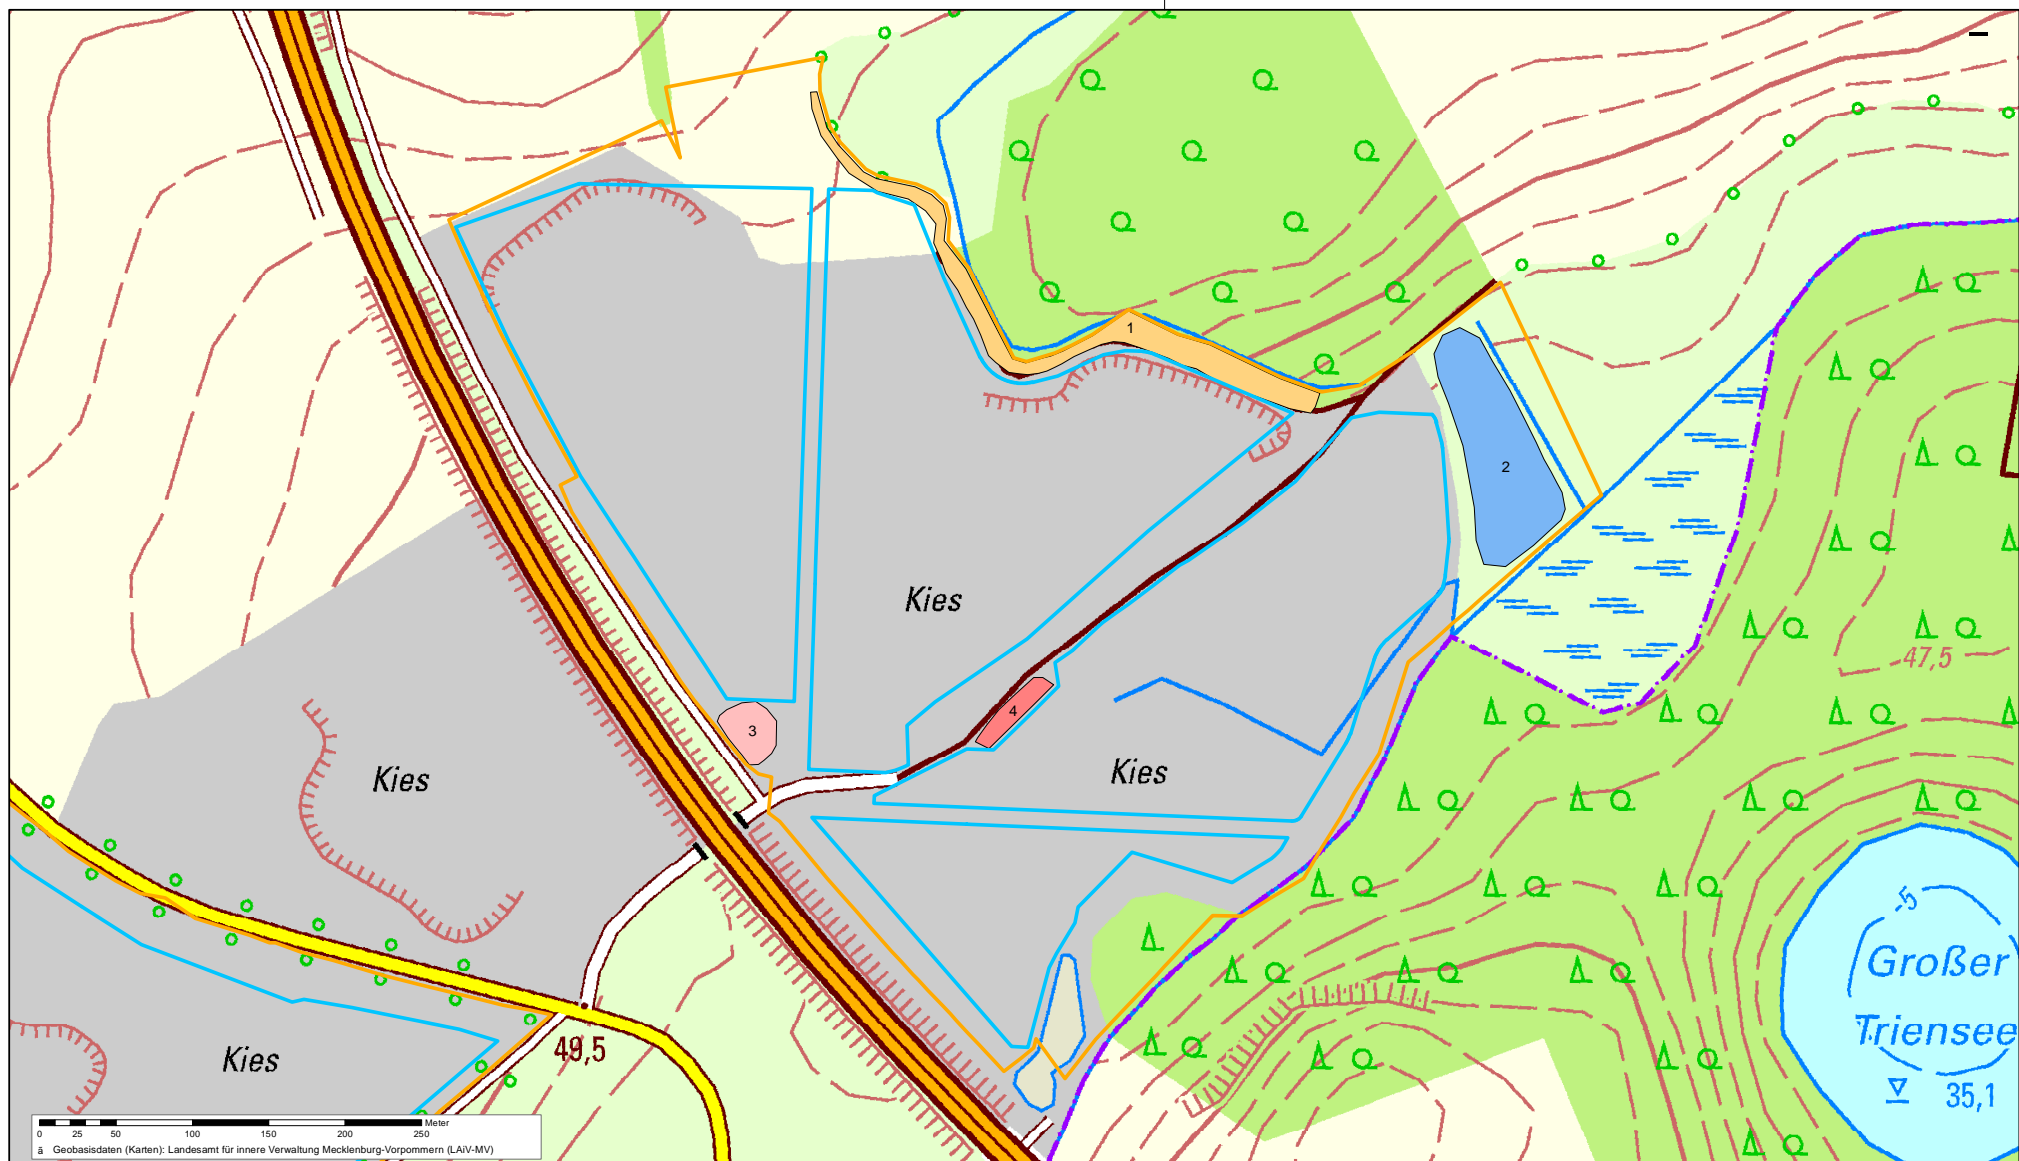 1
2
Kies
47,5
4
3
Kies
Kies
-5
Großer
Triensee
35,1
49,5
Kies
Meter
0 25 50 100 150 200 250
ä Geobasisdaten (Karten): Landesamt für innere Verwaltung Mecklenburg-Vorpommern (LAiV-MV)